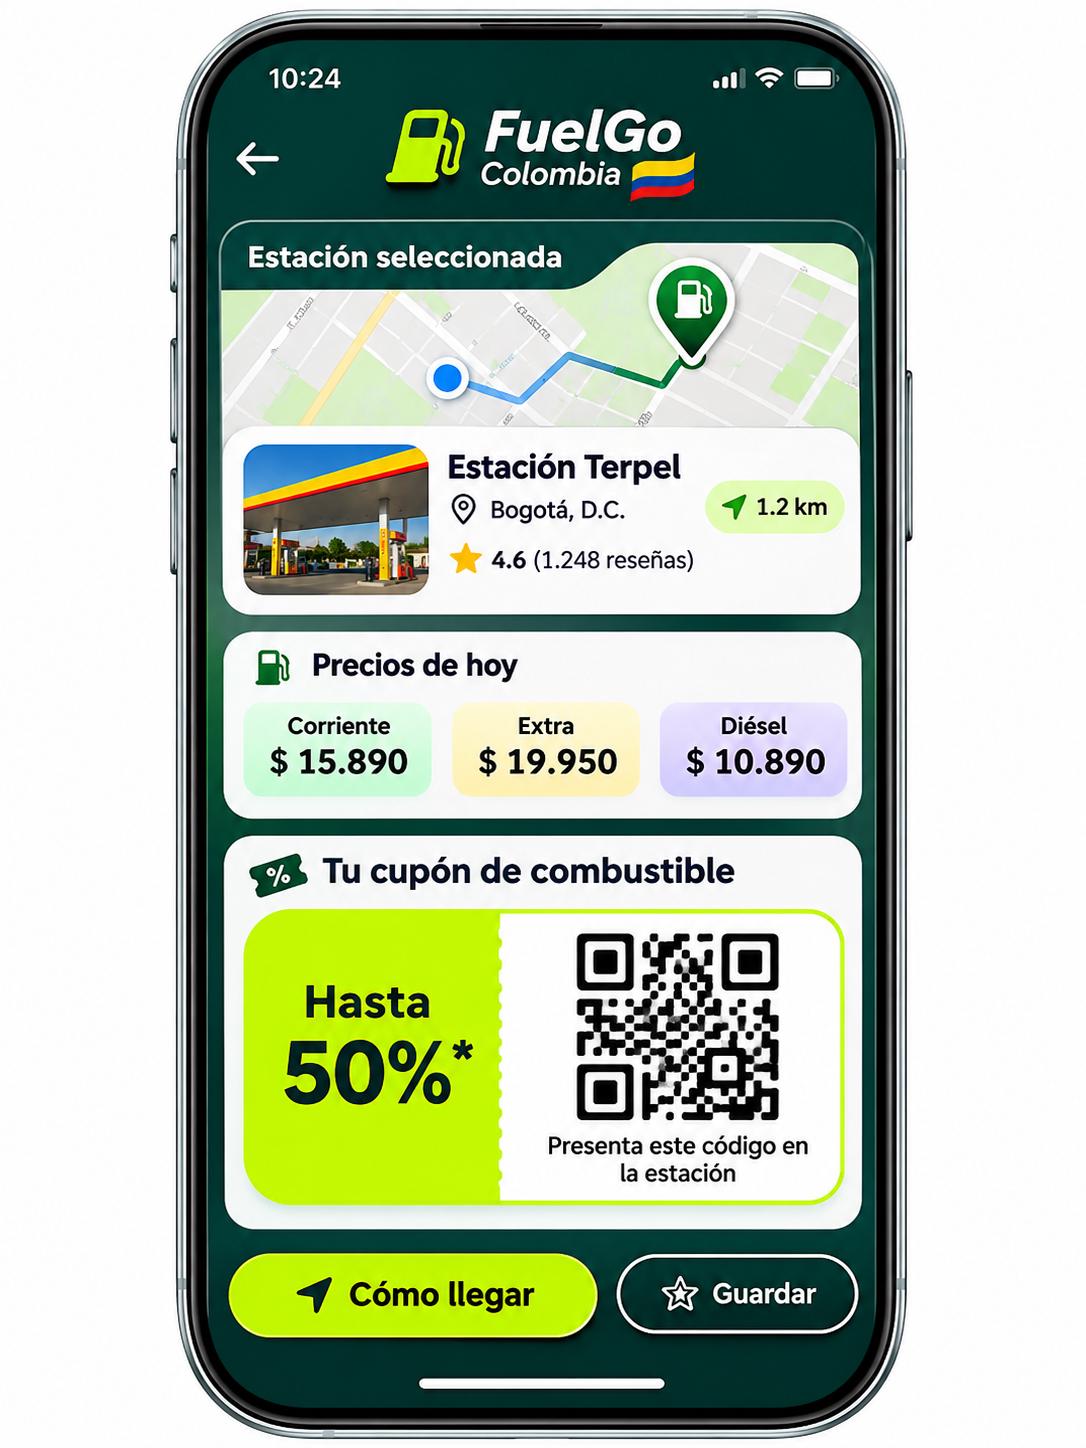 10:24
FuelGo
Colombia
Estación seleccionada
Estación Terpel
Bogotá, D.C.
1.2 km
4.6 (1.248 reseñas)
Precios de hoy
Corriente
$ 15.890
Extra
$ 19.950
Diésel
$ 10.890
% Tu cupón de combustible
Hasta
50%*
Presenta este código en
la estación
Cómo llegar
Guardar